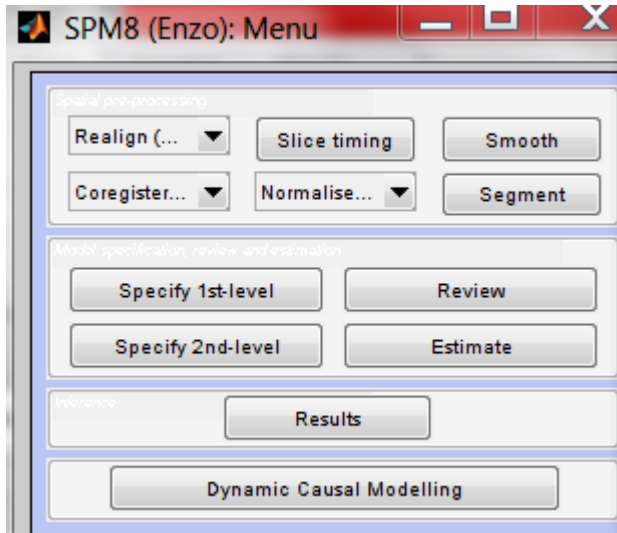 SPM8 (Enzo): Menu
Spatial pre-processing
Realign (... Slice timing Smooth
Coregister... Normalise... Segment
Model specification, review and estimation
Specify 1st-level Review
Specify 2nd-level Estimate
Inference
Results
Dynamic Causal Modelling